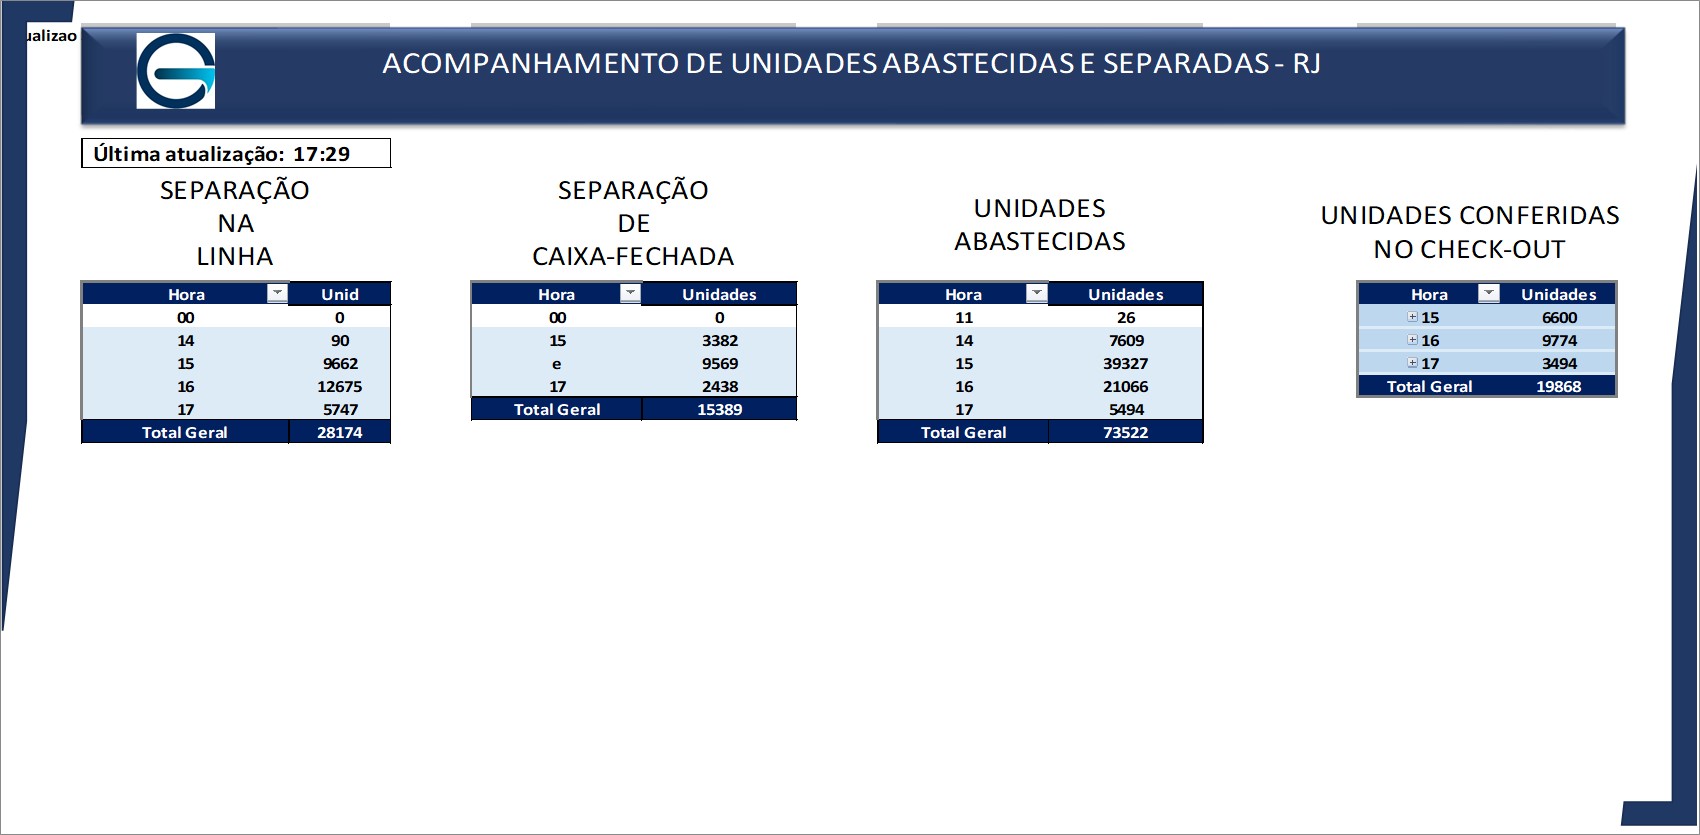 ualizao
ACOMPANHAMENTO DE UNIDADES ABASTECIDAS E SEPARADAS - RJ
Última atualização: 17:29
SEPARAÇÃO
NA
LINHA
Hora Unid
00 0
14 90
15 9662
16 12675
17 5747
Total Geral 28174
SEPARAÇÃO
DE
CAIXA-FECHADA
Hora Unidades
00 0
15 3382
e 9569
17 2438
Total Geral 15389
UNIDADES
ABASTECIDAS
Hora Unidades
11 26
14 7609
15 39327
16 21066
17 5494
Total Geral 73522
UNIDADES CONFERIDAS
NO CHECK-OUT
Hora Unidades
15 6600
16 9774
17 3494
Total Geral 19868